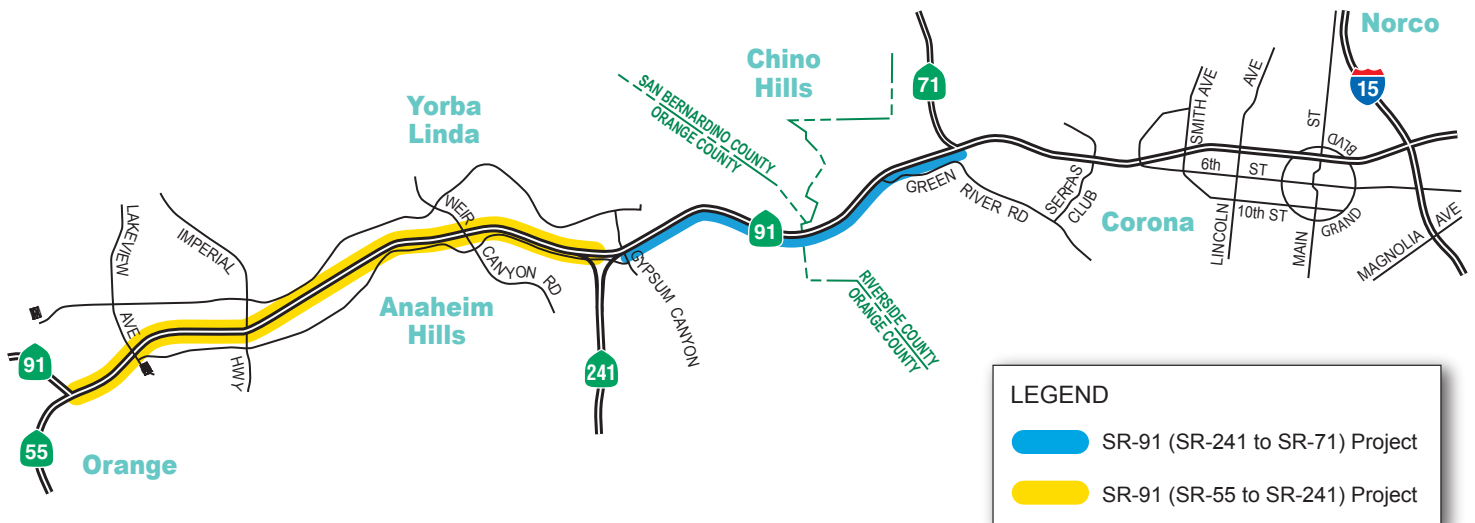 Norco
Chino
Hills
71
15
SAN BERNARDINO COUNTY
ORANGE COUNTY
Yorba
Linda
SMITH AVE
AVE
ST
BLVD
6th
ST
GREEN
RIVER RD
SERFAS
CLUB
LAKEVIEW
AVE
IMPERIAL
HWY
WEIR
CANYON RD
Corona
LINCOLN
10th ST
MAIN
GRAND
MAGNOLIA AVE
91
GYPSUM CANYON
RIVERSIDE COUNTY
ORANGE COUNTY
Anaheim
Hills
91
241
55
Orange
LEGEND
SR-91 (SR-241 to SR-71) Project
SR-91 (SR-55 to SR-241) Project